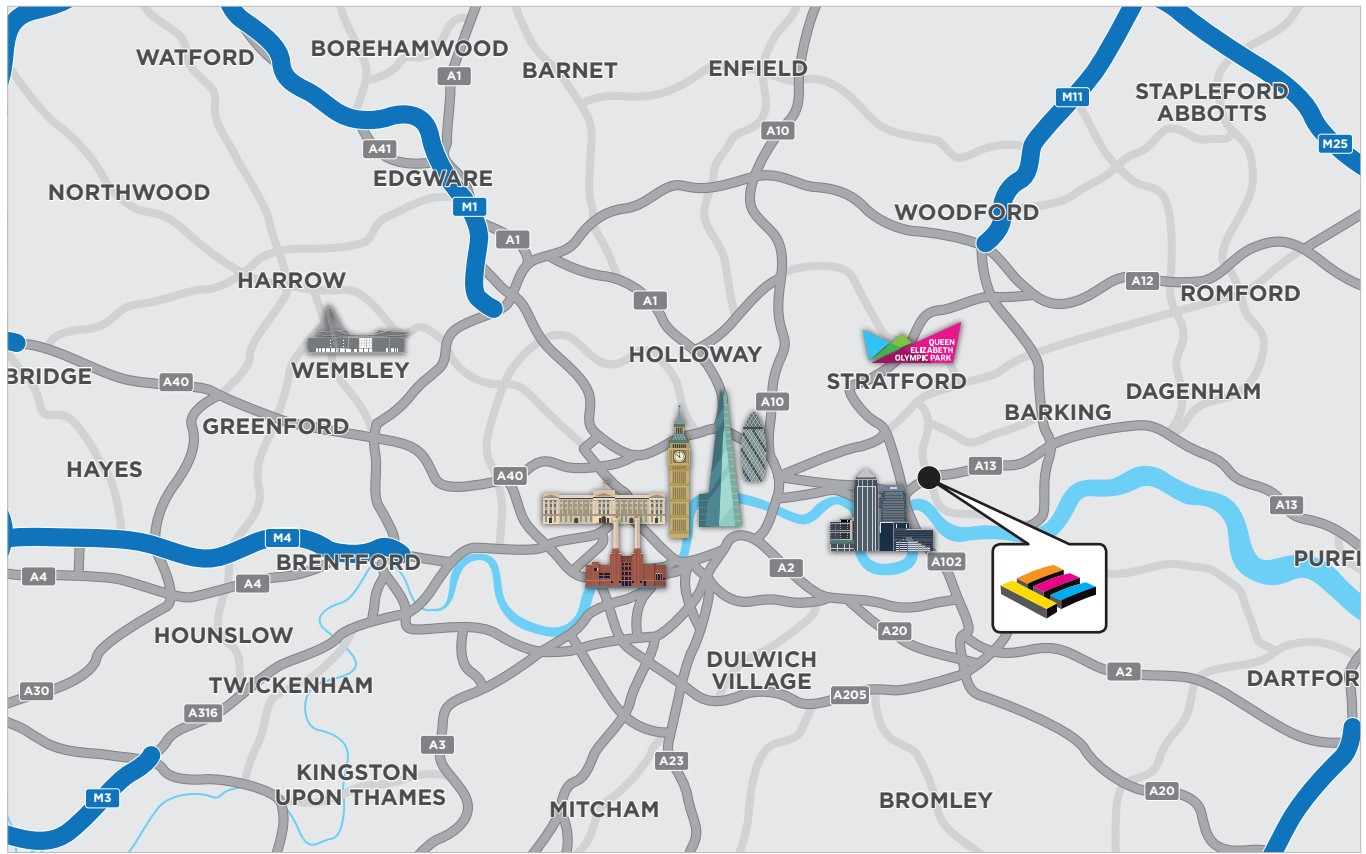 BOREHAMWOOD
WATFORD
A1
BARNET
ENFIELD
M11
STAPLEFORD
ABBOTTS
A10
M25
A41
EDGWARE
NORTHWOOD
M1
WOODFORD
A1
HARROW
A12
ROMFORD
A1
QUEEN
ELIZABETH
OLYMPIC PARK
HOLLOWAY
WEMBLEY
BRIDGE
A40
STRATFORD
DAGENHAM
A10
BARKING
GREENFORD
HAYES
A40
A13
A13
M4
BRENTFORD
PURFL
A4
A4
A2
A102
HOUNSLOW
A20
DULWICH
VILLAGE
A2
TWICKENHAM
DARTFOR
A30
A205
A316
A3
A23
KINGSTON
UPON THAMES
M3
A20
MITCHAM
BROMLEY